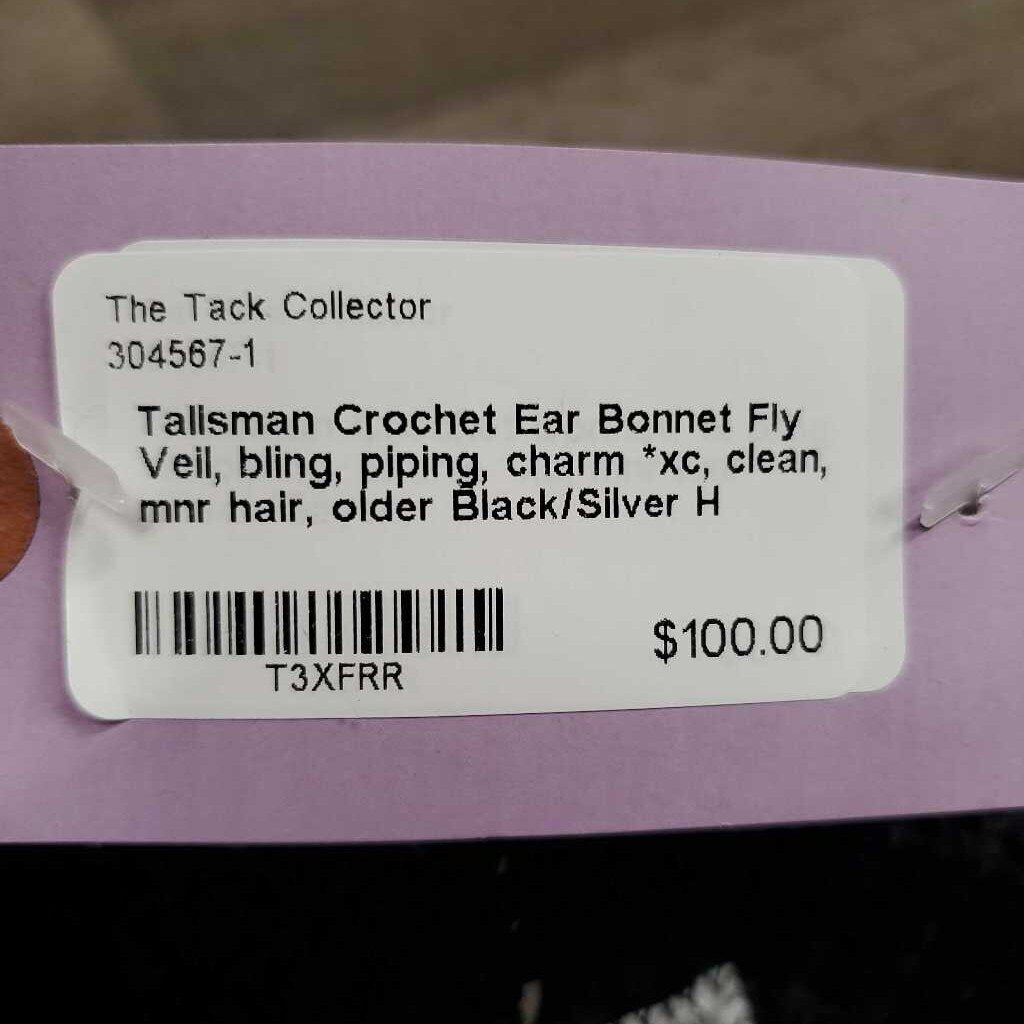 The Tack Collector
304567-1
Talisman Crochet Ear Bonnet Fly
Veil, bling, piping, charm *xc, clean,
mnr hair, older Black/Silver H
T3XFRR
$100.00